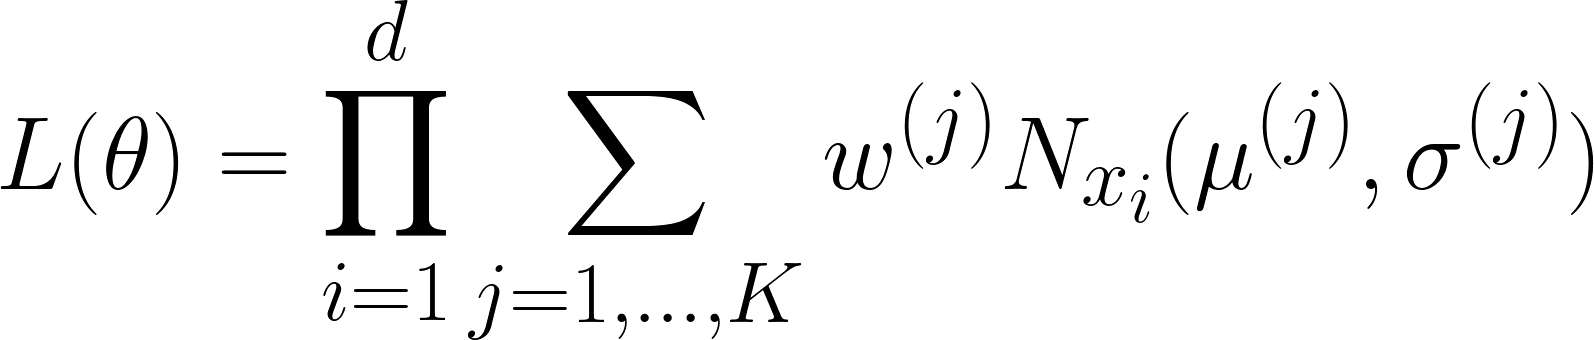 L(θ) = ∏_{i=1}^{d} ∑_{j=1,...,K} w^{(j)} N_{x_i}(μ^{(j)}, σ^{(j)})